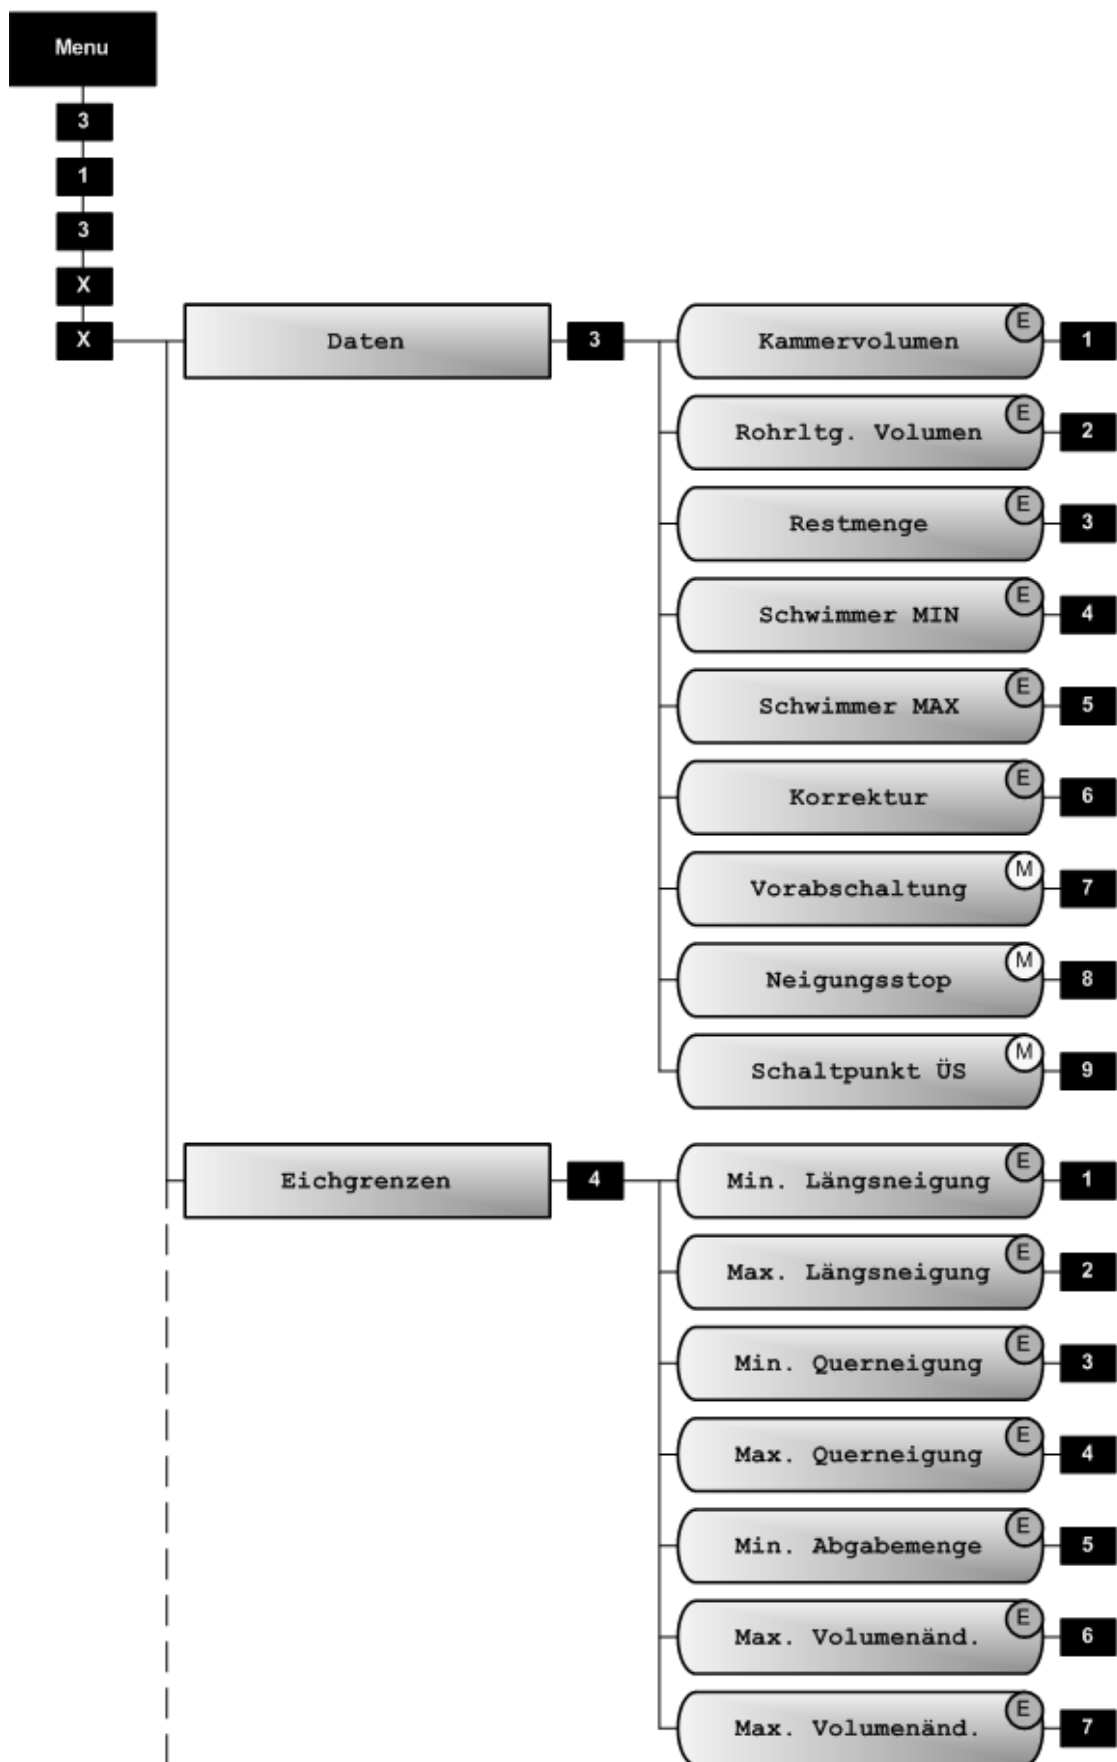 Menu
3
1
3
X
X
Daten 3 Kammervolumen E 1
Rohrltg. Volumen E 2
Restmenge E 3
Schwimmer MIN E 4
Schwimmer MAX E 5
Korrektur E 6
Vorabschaltung M 7
Neigungsstop M 8
Schaltpunkt ÜS M 9
Eichgrenzen 4 Min. Längsneigung E 1
Max. Längsneigung E 2
Min. Querneigung E 3
Max. Querneigung E 4
Min. Abgabemenge E 5
Max. Volumenänd. E 6
Max. Volumenänd. E 7